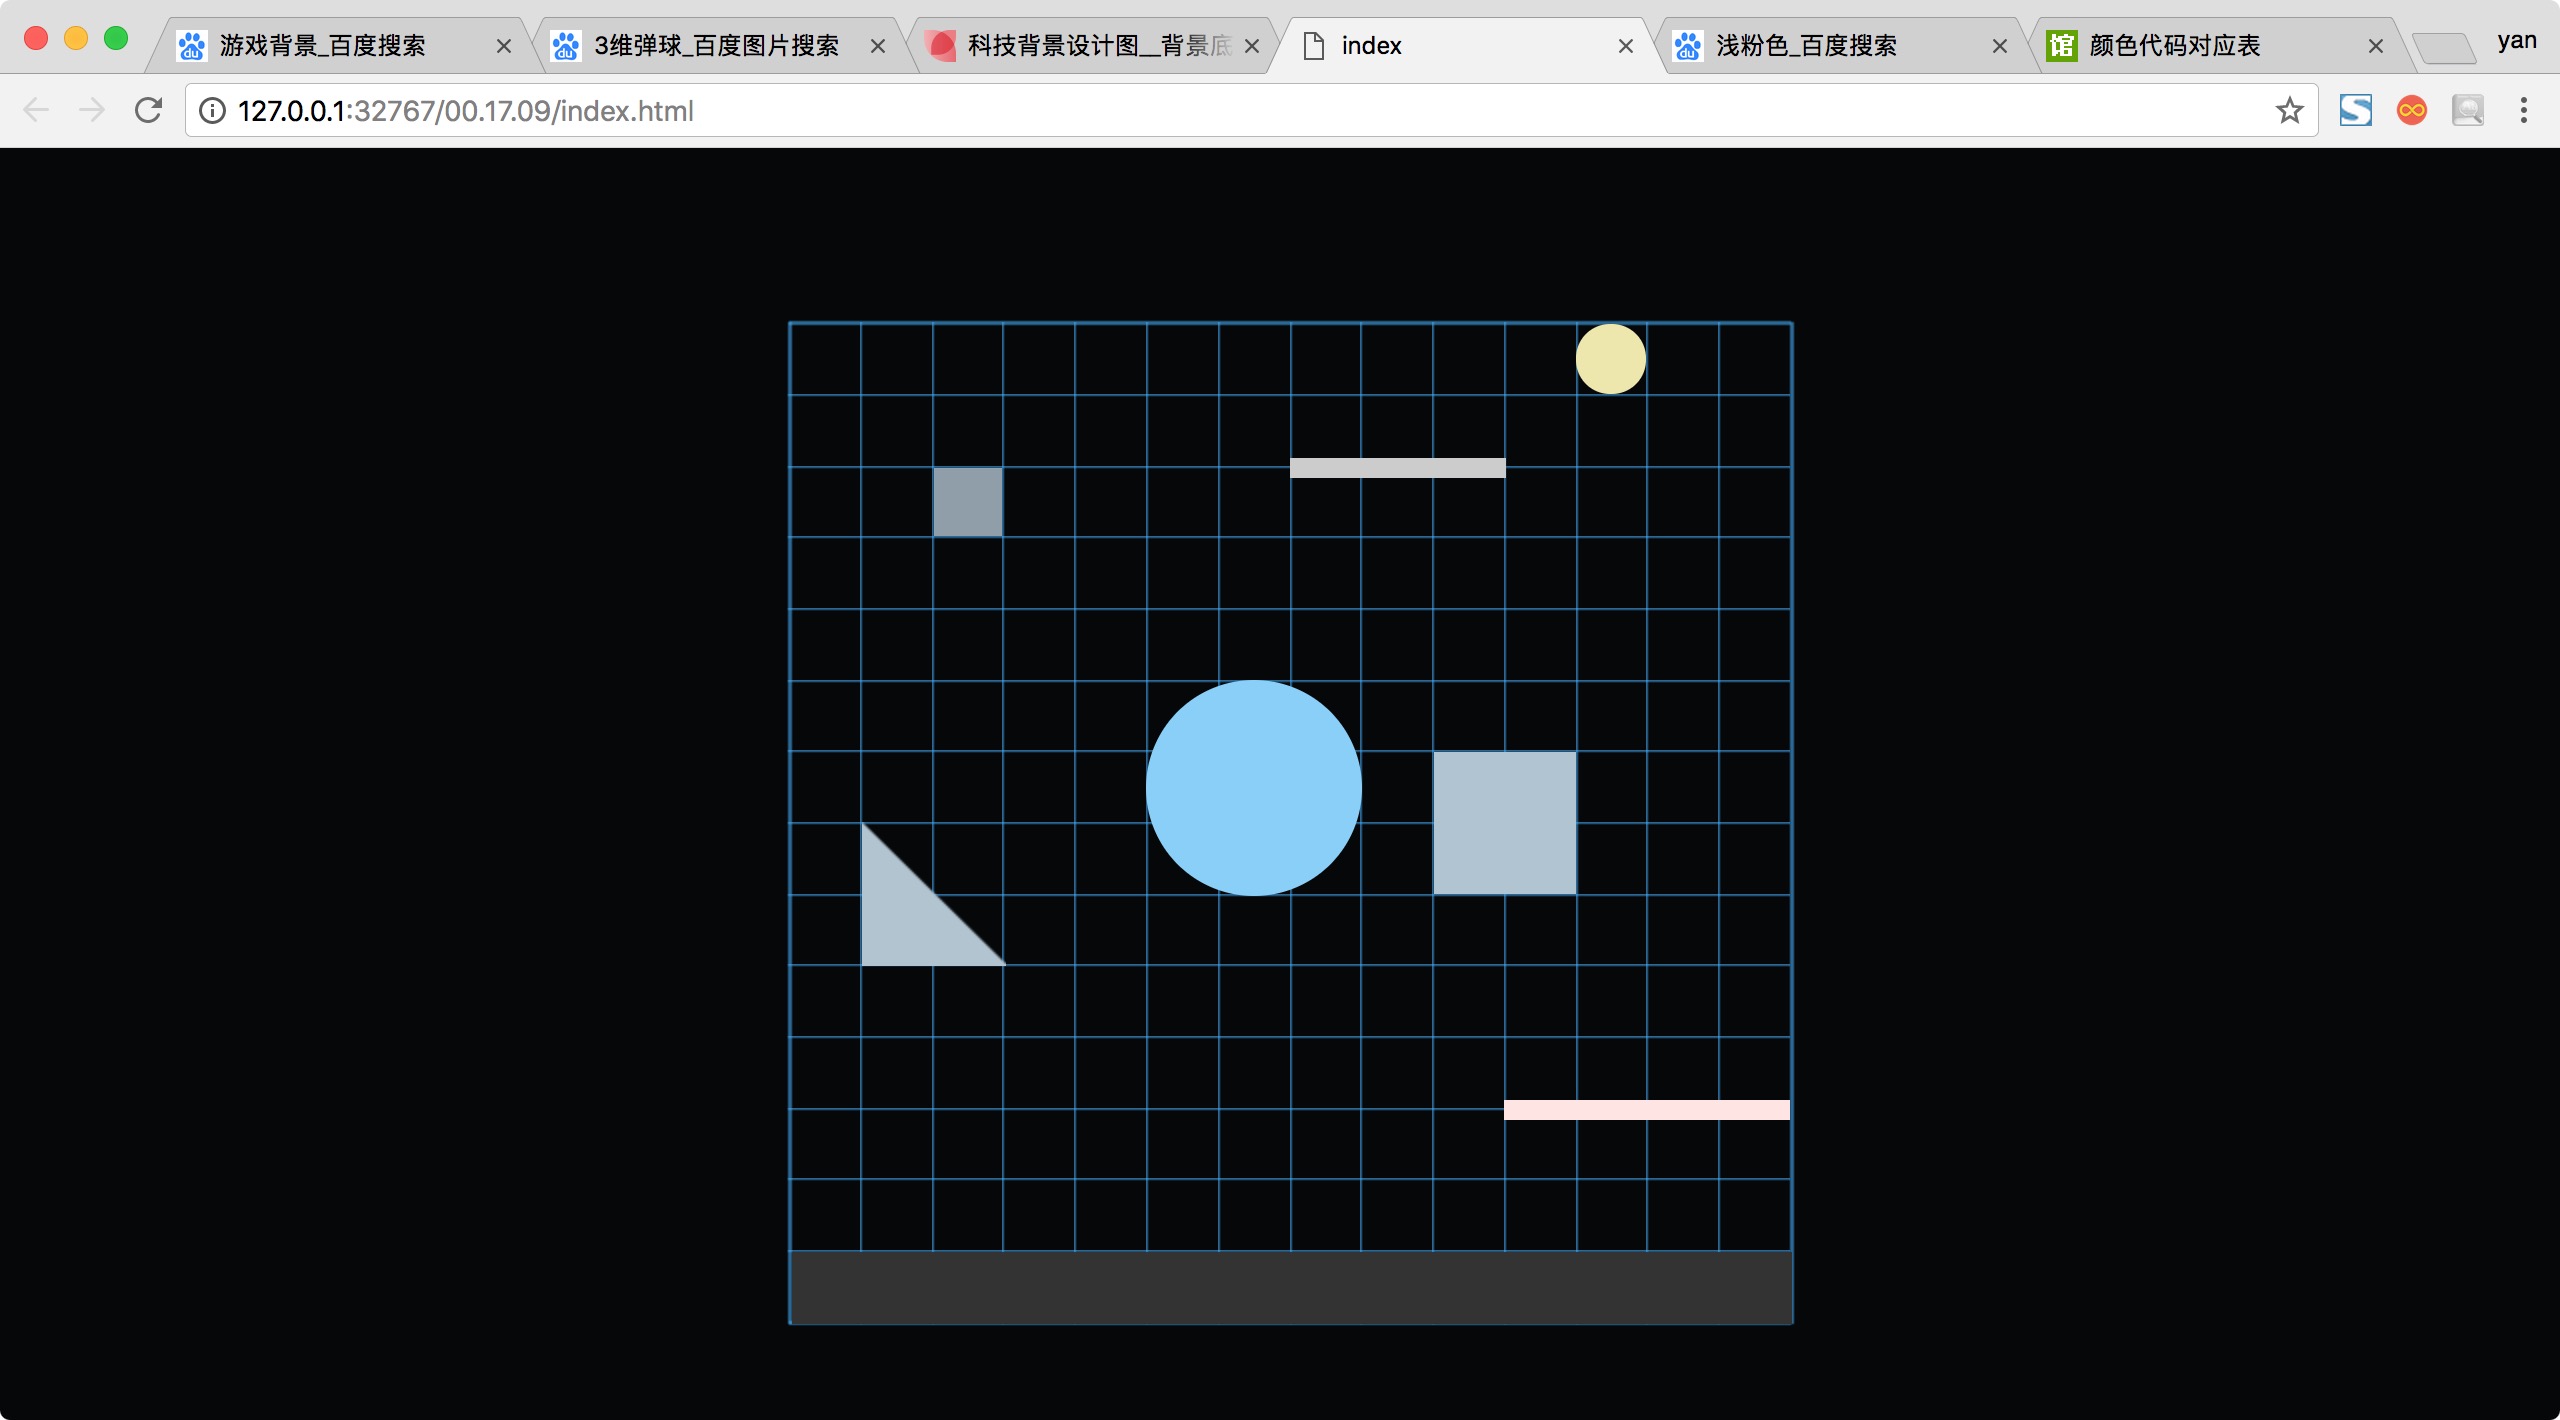 游戏背景_百度搜索
3维弹球_百度图片搜索
科技背景设计图__背景底
index
浅粉色_百度搜索
颜色代码对应表
yan
127.0.0.1:32767/00.17.09/index.html